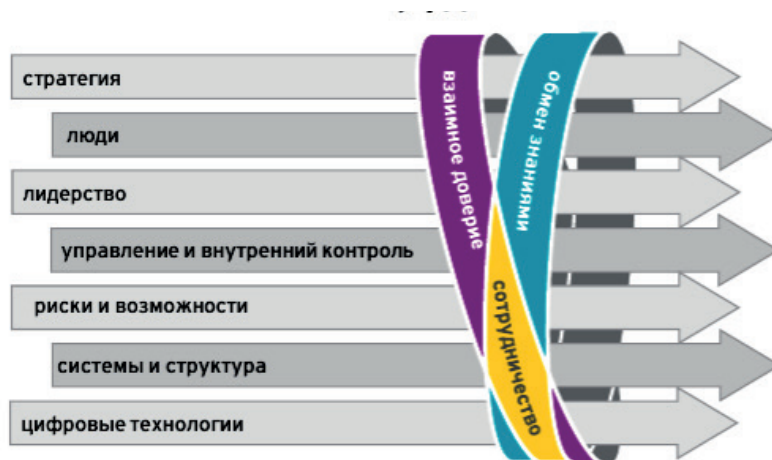 стратегия
люди
лидерство
управление и внутренний контроль
риски и возможности
системы и структура
цифровые технологии
взаимное доверие
обмен знаниями
сотрудничество